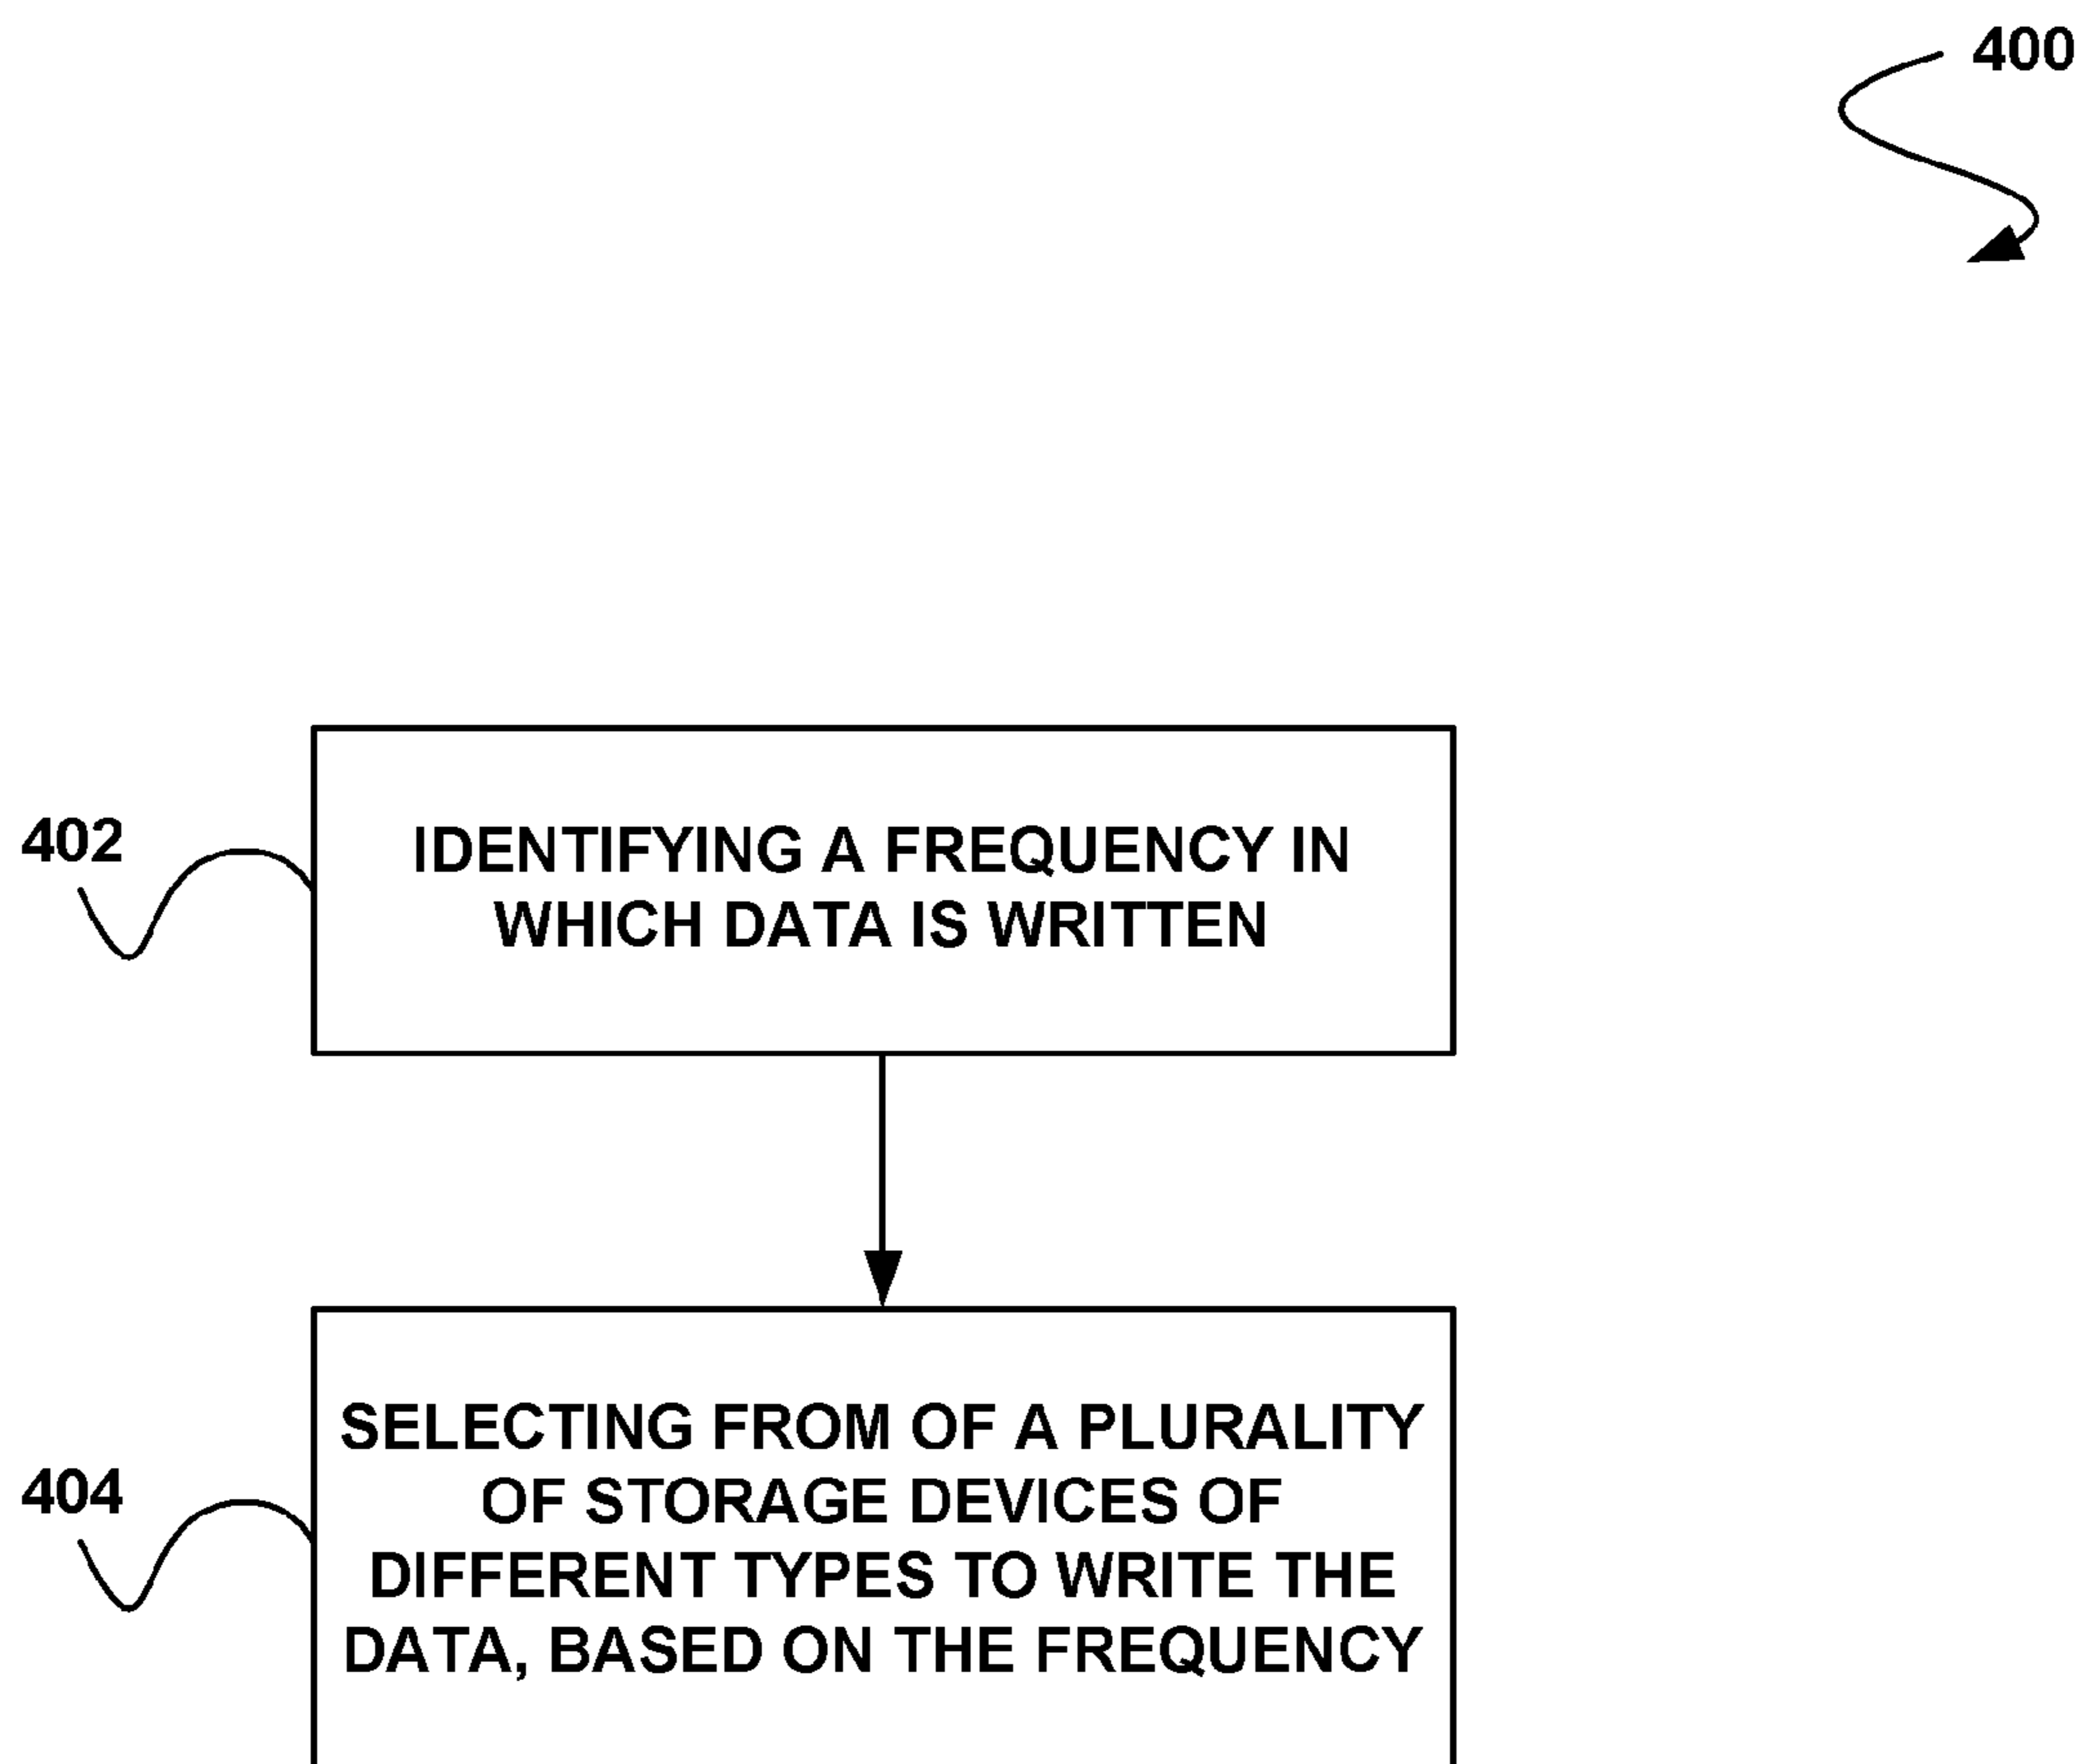 400
402
IDENTIFYING A FREQUENCY IN
WHICH DATA IS WRITTEN
404
SELECTING FROM OF A PLURALITY
OF STORAGE DEVICES OF
DIFFERENT TYPES TO WRITE THE
DATA, BASED ON THE FREQUENCY